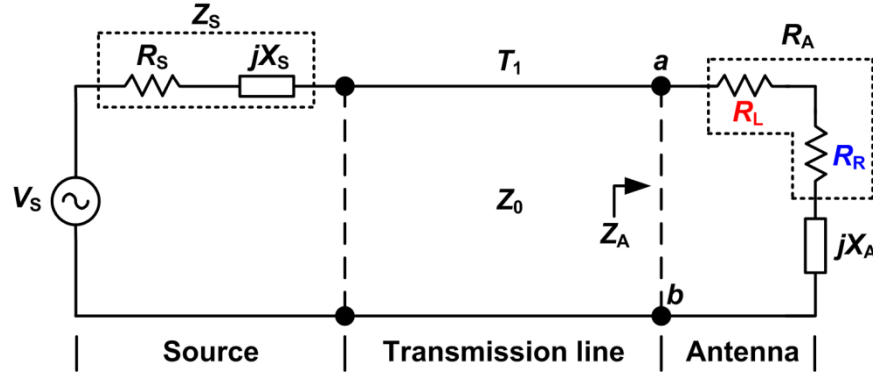 Z_S
R_S
jX_S
T_1
a
R_A
R_L
R_R
V_S
Z_0
Z_A
jX_A
b
Source
Transmission line
Antenna